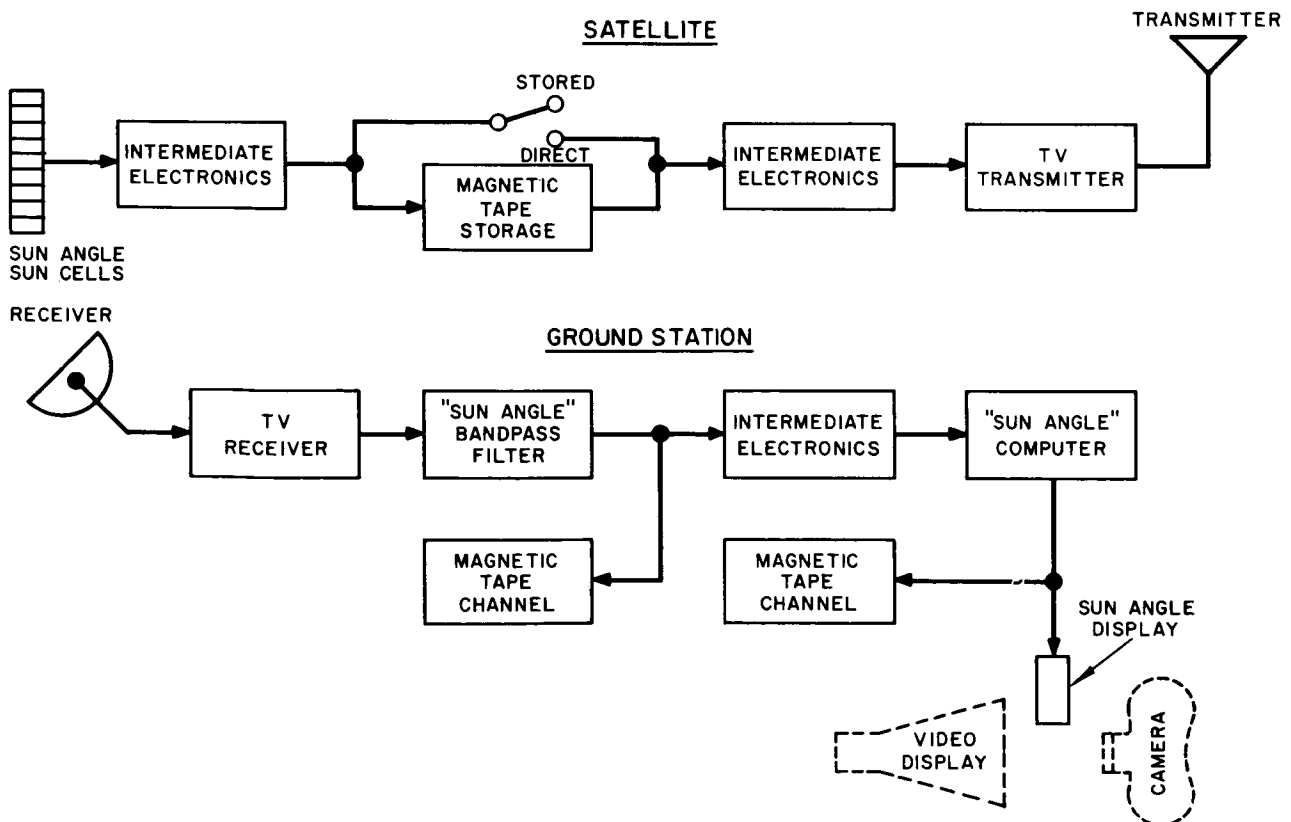 SATELLITE
TRANSMITTER
STORED
DIRECT
INTERMEDIATE
ELECTRONICS
MAGNETIC
TAPE
STORAGE
INTERMEDIATE
ELECTRONICS
TV
TRANSMITTER
SUN ANGLE
SUN CELLS
RECEIVER
GROUND STATION
TV
RECEIVER
"SUN ANGLE"
BANDPASS
FILTER
INTERMEDIATE
ELECTRONICS
"SUN ANGLE"
COMPUTER
MAGNETIC
TAPE
CHANNEL
MAGNETIC
TAPE
CHANNEL
SUN ANGLE
DISPLAY
VIDEO
DISPLAY
CAMERA